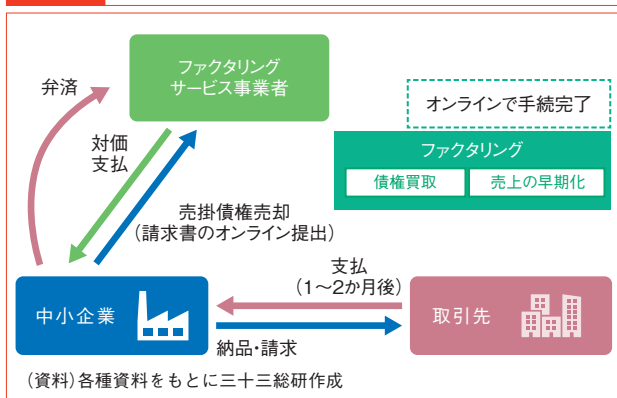 ファクタリング
サービス事業者
弁済
オンラインで手続完了
対価
支払
ファクタリング
債権買取
売上の早期化
売掛債権売却
(請求書のオンライン提出)
支払
(1〜2か月後)
中小企業
取引先
納品・請求
(資料)各種資料をもとに三十三総研作成